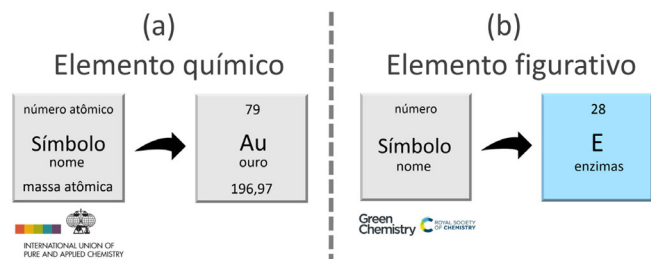 (a)
Elemento químico
número atômico
Símbolo
nome
massa atômica
79
Au
ouro
196,97
INTERNATIONAL UNION OF
PURE AND APPLIED CHEMISTRY
(b)
Elemento figurativo
número
Símbolo
nome
28
E
enzimas
Green
Chemistry
ROYAL SOCIETY
OF CHEMISTRY